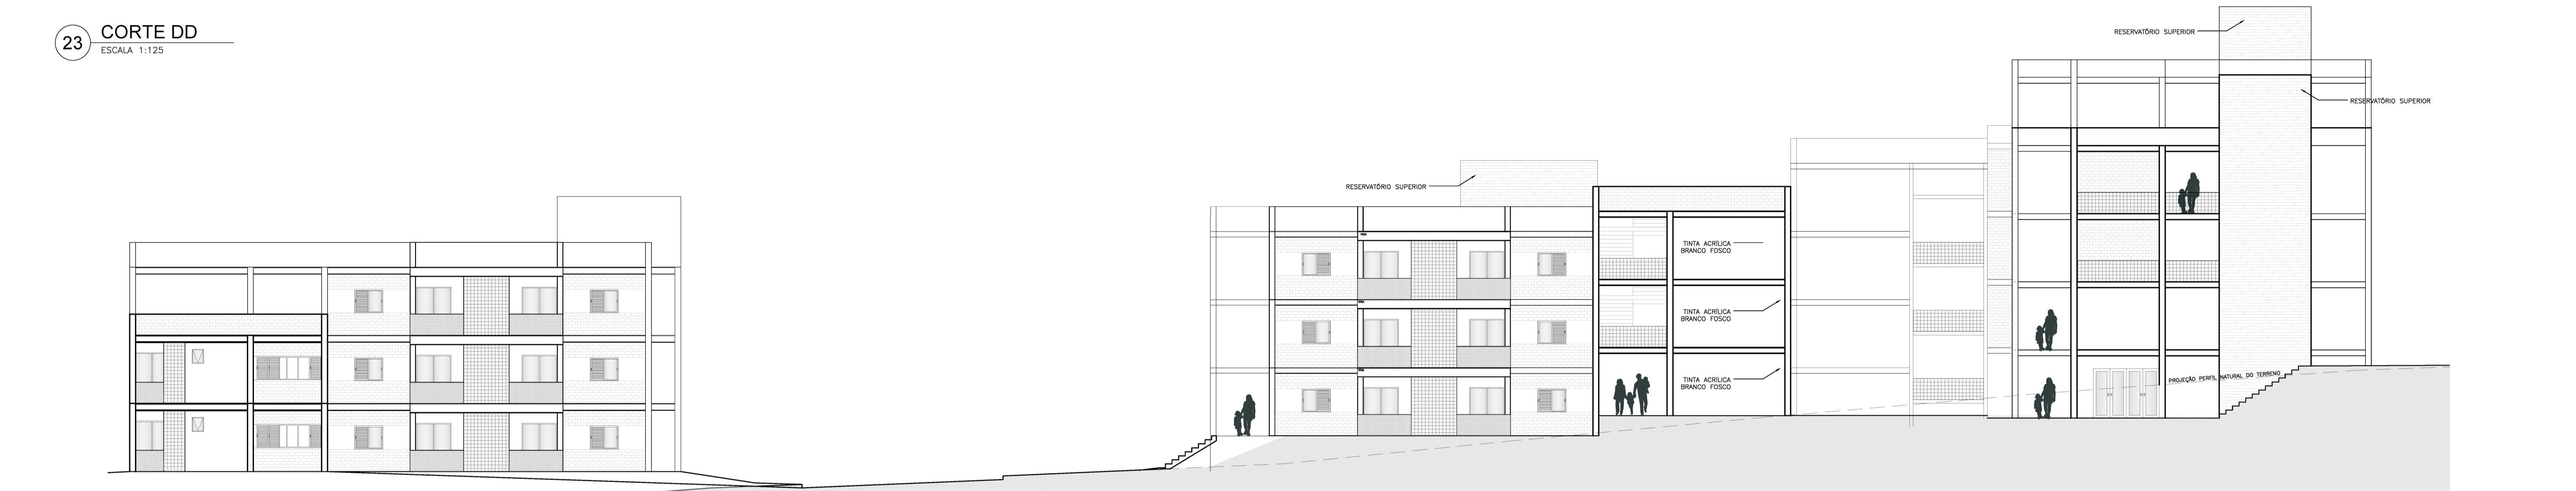 23
CORTE DD
ESCALA 1:125
RESERVATÓRIO SUPERIOR
RESERVATÓRIO SUPERIOR
RESERVATÓRIO SUPERIOR
TINTA ACRÍLICA
BRANCO FOSCO
TINTA ACRÍLICA
BRANCO FOSCO
TINTA ACRÍLICA
BRANCO FOSCO
PROJEÇÃO PERFIL NATURAL DO TERRENO